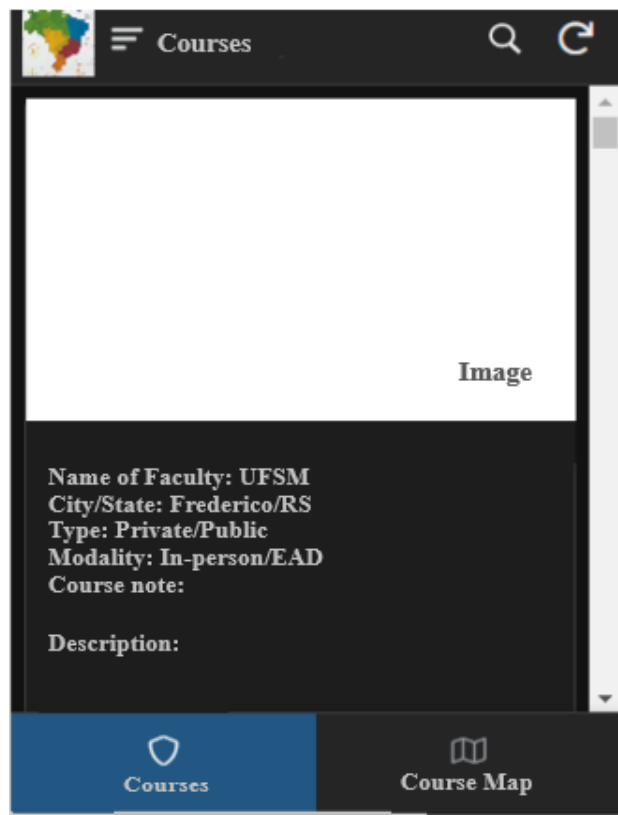 Courses
Image
Name of Faculty: UFSM
City/State: Frederico/RS
Type: Private/Public
Modality: In-person/EAD
Course note:
Description:
Courses
Course Map